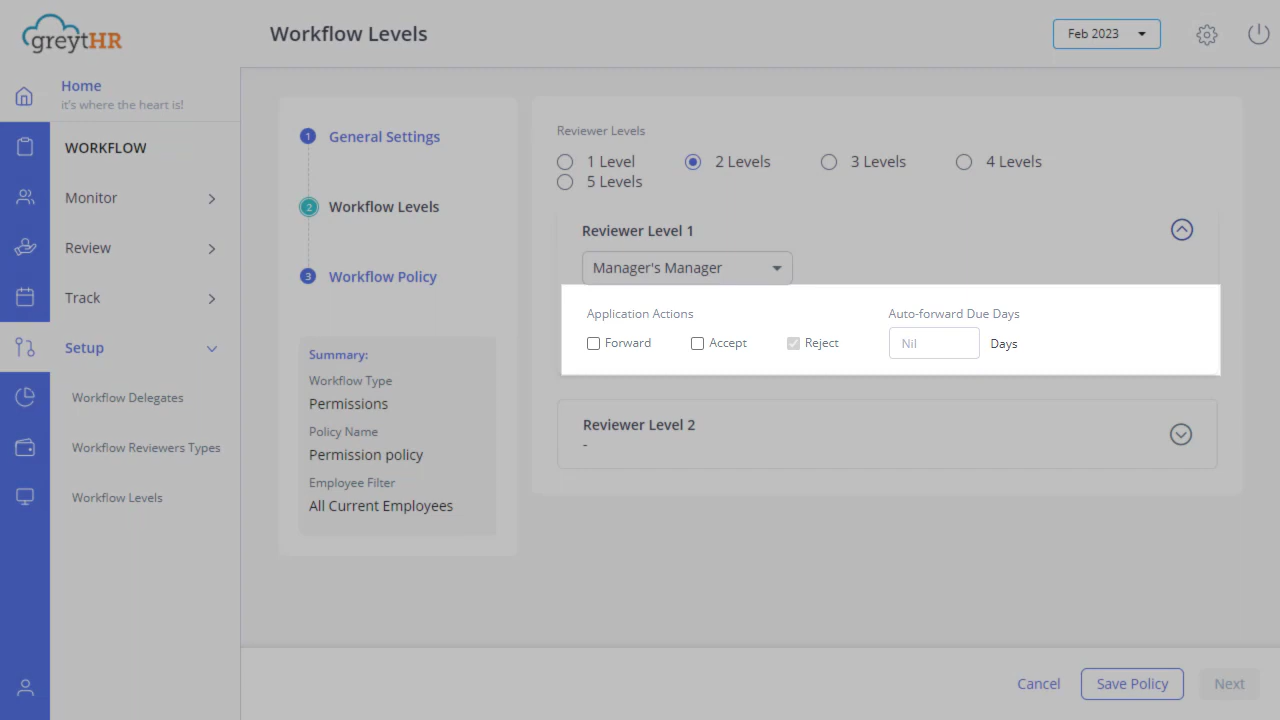 greytHR
Workflow Levels
Feb 2023
Home
it's where the heart is!
WORKFLOW
Monitor
Review
Track
Setup
Workflow Delegates
Workflow Reviewers Types
Workflow Levels
1 General Settings
2 Workflow Levels
3 Workflow Policy
Summary:
Workflow Type
Permissions
Policy Name
Permission policy
Employee Filter
All Current Employees
Reviewer Levels
1 Level 2 Levels 3 Levels 4 Levels
5 Levels
Reviewer Level 1
Manager's Manager
Application Actions Auto-forward Due Days
Forward Accept Reject Nil Days
Reviewer Level 2
-
Cancel Save Policy Next